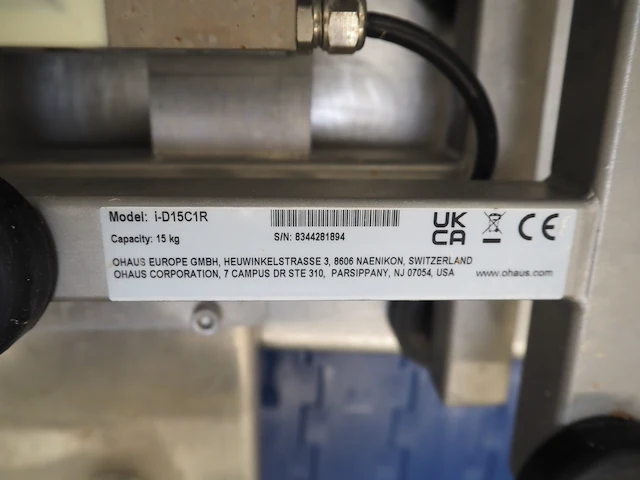 Model: i-D15C1R
Capacity: 15 kg
S/N: 8344281894
UK
CA
CE
OHAUS EUROPE GMBH, HEUWINKELSTRASSE 3, 8606 NAENIKON, SWITZERLAND
OHAUS CORPORATION, 7 CAMPUS DR STE 310, PARSIPPANY, NJ 07054, USA
www.ohaus.com